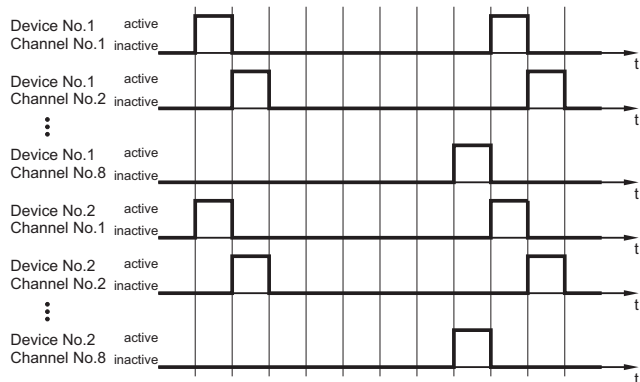 Device No.1 active
Channel No.1 inactive
t
Device No.1 active
Channel No.2 inactive
t
Device No.1 active
Channel No.8 inactive
t
Device No.2 active
Channel No.1 inactive
t
Device No.2 active
Channel No.2 inactive
t
Device No.2 active
Channel No.8 inactive
t